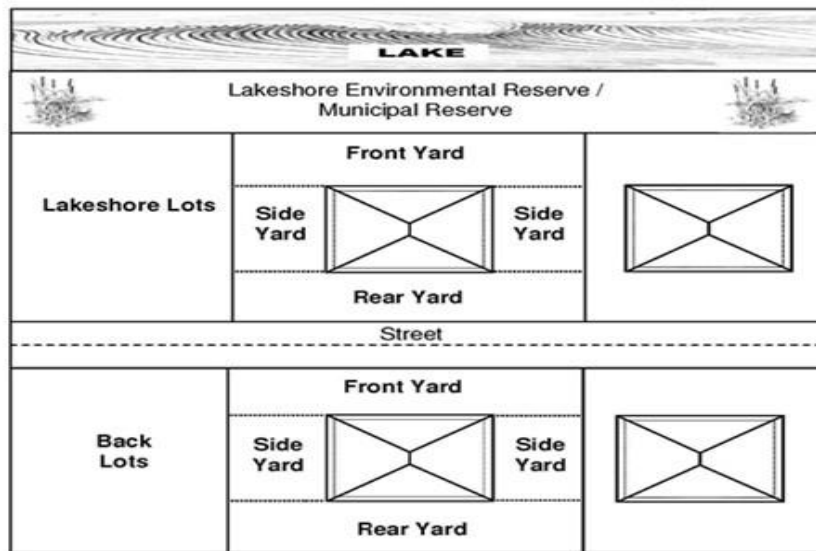 LAKE
Lakeshore Environmental Reserve /
Municipal Reserve
Front Yard
Lakeshore Lots
Side
Yard
Side
Yard
Rear Yard
Street
Front Yard
Back
Lots
Side
Yard
Side
Yard
Rear Yard